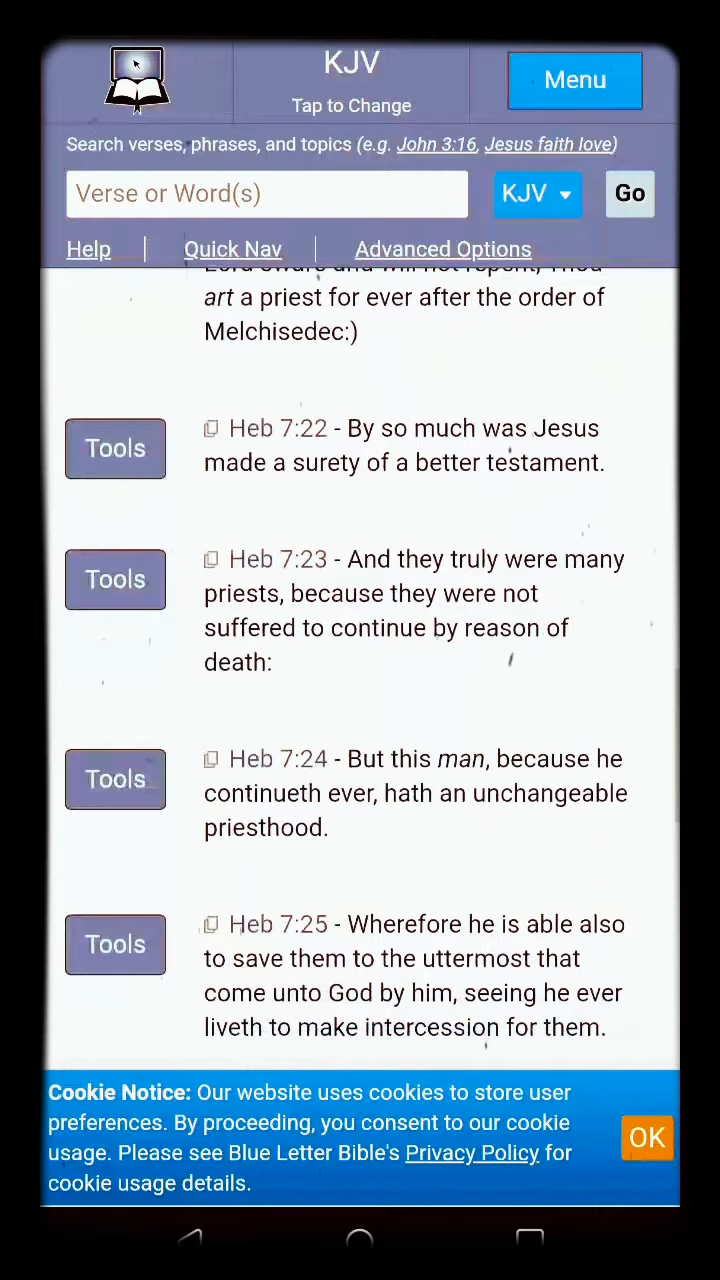 KJV
Menu
Tap to Change
Search verses, phrases, and topics (e.g. John 3:16, Jesus faith love)
Verse or Word(s)
KJV
Go
Help
Quick Nav
Advanced Options
Lord sware and will not repent, Thou
art a priest for ever after the order of
Melchisedec:)
Tools
Heb 7:22 - By so much was Jesus
made a surety of a better testament.
Tools
Heb 7:23 - And they truly were many
priests, because they were not
suffered to continue by reason of
death:
Tools
Heb 7:24 - But this man, because he
continueth ever, hath an unchangeable
priesthood.
Tools
Heb 7:25 - Wherefore he is able also
to save them to the uttermost that
come unto God by him, seeing he ever
liveth to make intercession for them.
Cookie Notice: Our website uses cookies to store user
preferences. By proceeding, you consent to our cookie
usage. Please see Blue Letter Bible's Privacy Policy for
cookie usage details.
OK